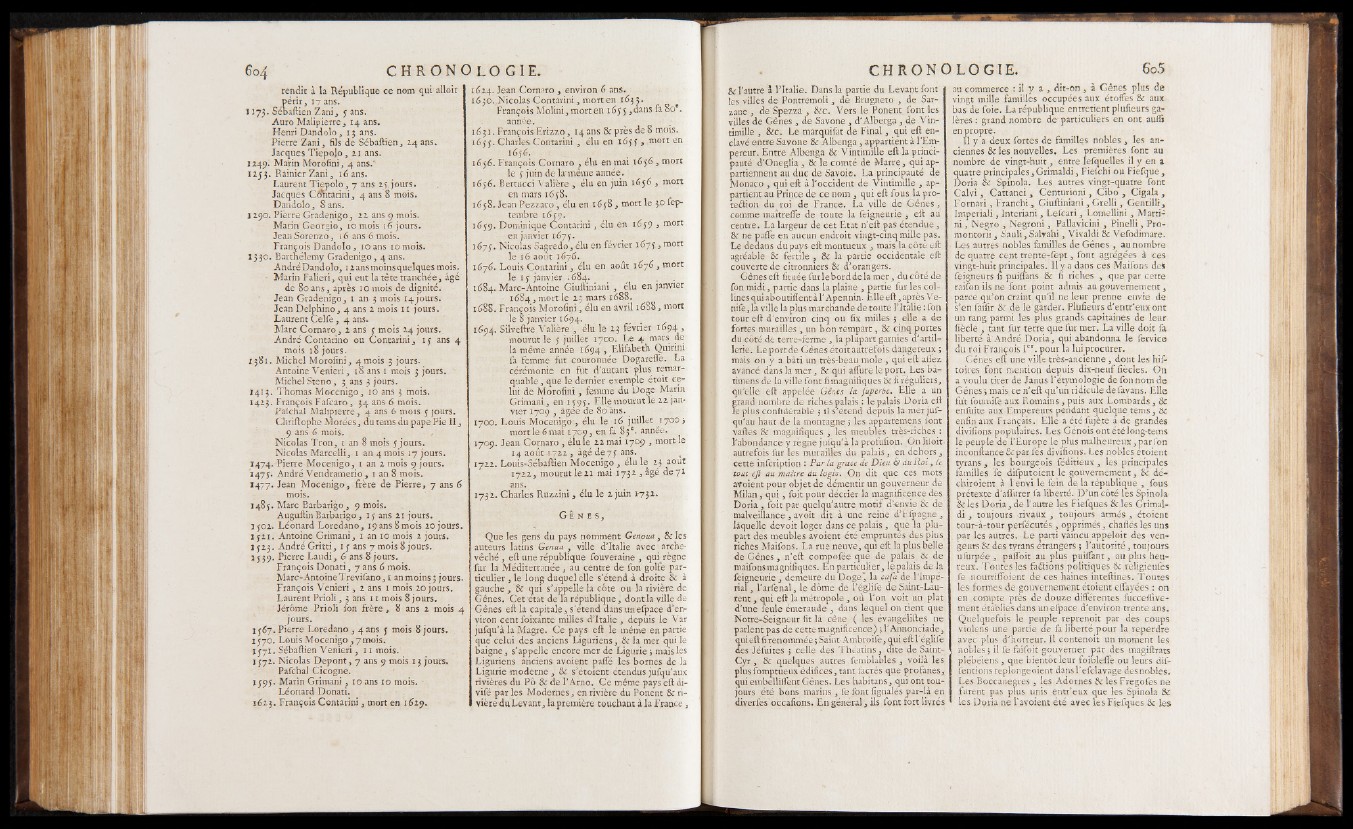 604 CHRONOLOGIE.
rendit à la République ce nom qui alloit
périr, 17 ans.
1173. Sébastien Zani, 5 ans.
Auro Malipierre, 14 ans.
Henri Dandolo, 13 ans.
Pierre Zani, fils de Sébastien, 24 ans.
Jacques Tiepolo, 21 ans.
1249. Marin Morosini, 4 ans.
1253. Rainier Zani, 16 ans.
Laurent Tiepolo, 7 ans 25 jours.
Jacques Contarini, 4 ans 8 mois.
Dandolo, 8 ans.
1290. Pierre Gradenigo, 22 ans 9 mois.
Marin Georgio, 10 mois 16 jours.
Jean Sorenzo, 16 ans 6 mois.
François Dandolo, 10 ans 10 mois.
1330. Barthélemy Gradenigo, 4 ans.
André Dandolo, 12 ans moins quelques mois.
Marin Falieri, qui eut la tête tranchée, âgé
de 80 ans, après 10 mois de dignité.
Jean Gradenigo, 1 an 3 mois 14 jours.
Jean Delphino, 4 ans 2 mois 11 jours.
Laurent Celse, 4 ans.
Marc Cornaro, 2 ans 5 mois 24 jours.
André Contarino ou Contarini, 15 ans 4
mois 18 jours.
1381. Michel Morosini, 4 mois 3 jours.
Antoine Venieri, 18 ans 1 mois 3 jours.
Michel Steno, 3 ans 3 jours.
1413. Thomas Mocenigo, 10 ans 3 mois.
1423. François Fascaro, 34 ans 6 mois.
Paschal Malipierre, 4 ans 6 mois 5 jours.
Christophe Morées, du tems du pape Pie II,
9 ans 6 mois.
Nicolas Tron, 1 an 8 mois 5 jours.
Nicolas Marcelli, 1 an 4 mois 17 jours.
1474. Pierre Mocenigo, 1 an 2 mois 9 jours.
1475. André Vendramerio, 1 an 8 mois.
1477. Jean Mocenigo, frère de Pierre, 7 ans 6
mois.
1485. Marc Barbarigo, 9 mois.
Augustin Barbarigo, 15 ans 21 jours.
1502. Léonard Loredano, 19 ans 8 mois 20 jours.
1521. Antoine Grimani, 1 an 10 mois 2 jours.
1523. André Gritti, 15 ans 7 mois 8 jours.
1539. Pierre Laudi, 6 ans 8 jours.
François Donati, 7 ans 6 mois.
Marc-Antoine Trevisano, 1 an moins 3 jours.
François Venieri, 2 ans 1 mois 20 jours.
Laurent Prioli, 3 ans 11 mois 8 jours.
Jérôme Prioli son frère, 8 ans 2 mois 4
jours.
1567. Pierre Loredano, 4 ans 5 mois 8 jours.
1570. Louis Mocenigo, 7 mois.
1571. Sébastien Venieri, 11 mois.
1572. Nicolas Depont, 7 ans 9 mois 13 jours.
Paschal Cicogne.
1595. Marin Grimani, 10 ans 10 mois.
Léonard Donati.
1623. François Contarini, mort en 1629.
1624. Jean Cornaro, environ 6 ans.
1630. Nicolas Contarini, mort en 1633.
François Molini, mort en 1655, dans sa 80e.
année.
1631. François Erizzo, 14 ans & près de 8 mois.
1655. Charles Contarini, élu en 1655, mort en
1656.
1656. François Cornaro, élu en mai 1656, mort
le 5 juin de la même année.
1656. Bertucci Valière, élu en juin 1656, mort
en mars 1658.
1658. Jean Pezzaro, élu en 1658, mort le 30 sep-
tembre 1659.
1659. Dominique Contarini, élu en 1659, mort
en janvier 1675.
1675. Nicolas Sagredo, élu en février 1675, mort
le 16 août 1676.
1676. Louis Contarini, élu en août 1676, mort
le 15 janvier 1684.
1684. Marc-Antoine Giustiniani, élu en janvier
1684, mort le 23 mars 1688.
1688. François Morosini, élu en avril 1688, mort
le 8 janvier 1694.
1694. Silvestre Valière, élu le 23 février 1694,
mourut le 5 juillet 1700. Le 4 mars de
la même année 1694, Elisabeth Quirini
sa femme fut couronnée Dogaresse. La
cérémonie en fut d'autant plus remar-
quable, que le dernier exemple étoit ce-
lui de Morosini, femme du Doge Marin
Grimani, en 1595. Elle mourut le 22 jan-
vier 1709, âgée de 80 ans.
1700. Louis Mocenigo, élu le 16 juillet 1700;
mort le 6 mai 1709, en sa 83e. année.
1709. Jean Cornaro, élu le 22 mai 1709, mort le
14 août 1722, âgé de 75 ans.
1722. Louis-Sébastien Mocenigo, élu le 23 août
1722, mourut le 21 mai 1732, âgé de 71
ans.
1732. Charles Ruzzini, élu le 2 juin 1732.
GÊNES,
Que les gens du pays nomment Genoua, & les
auteurs latins Genua, ville d'Italie avec arche-
vêché, est une république souveraine, qui règne
sur la Méditerranée, au centre de son golfe par-
ticulier, le long duquel elle s'étend à droite & à
gauche, & qui s'appelle la côte ou la rivière de
Gênes. Cet état de la république, dont la ville de
Gênes est la capitale, s'étend dans un espace d'en-
viron cent soixante milles d'Italie, depuis le Var
jusqu'à la Magre. Ce pays est le même en partie
que celui des anciens Liguriens, & la mer qui le
baigne, s'appelle encore mer de Ligurie; mais les
Liguriens anciens avoient passé les bornes de la
Ligurie moderne, & s'étoient étendus jusqu'aux
rivières du Pô & de l'Arno. Ce même pays est di-
visé par les Modernes, en rivière du Ponent & ri-
vière du Levant, la première touchant à la France,
CHRONOLOGIE. 605
& l'autre à l'Italie. Dans la partie du Levant sont
les villes de Pontremoli, de Brugneto, de Sar-
zane, de Spezza, &c. Vers le Ponent sont les
villes de Gênes, de Savone, d'Albenga, de Vin-
timille, &c. Le marquisat de Final, qui est en-
clavé entre Savone & Albenga, appartient à l'Em-
pereur. Entre Albenga & Vintimille est la princi-
pauté d'Oneglia, & le comté de Marre, qui ap-
partiennent au duc de Savoie. La principauté de
Monaco, qui est à l'occident de Vintimille, ap-
partient au Prince de ce nom, qui est sous la pro-
tection du roi de France. La ville de Gênes,
comme maîtresse de toute la seigneurie, est au
centre. La largeur de cet Etat n'est pas étendue,
& ne passe en aucun endroit vingt-cinq mille pas.
Le dedans du pays est montueux, mais la côte est
agréable & fertile, & la partie occidentale est
couverte de citronniers & d'orangers.
Gênes est située sur le bord de la mer, du côté de
son midi, partie dans la plaine, partie sur les col-
lines qui aboutissent à l'Apennin. Elle est, après Ve-
nise, la ville la plus marchande de toute l'Italie: son
tour est d'environ cinq ou six milles; elle a de
fortes murailles, un bon rempart, & cinq portes
du côté de terre-ferme, la plûpart garnies d'artil-
lerie. Le port de Gênes étoit autrefois dangereux;
mais on y a bâti un très-beau mole, qui est assez
avancé dans la mer, & qui assure le port. Les bâ-
timens de la ville sont si magnifiques & si réguliers,
qu'elle est appelée Gênes la superbe. Elle a un
grand nombre de riches palais: le palais Doria est
le plus considérable; il s'étend depuis la mer jus-
qu'au haut de la montagne; les appartemens sont
vastes & magnifiques, les meubles très-riches:
l'abondance y règne jusqu'à la profusion. On lisoit
autrefois sur les murailles du palais, en dehors,
cette inscription: Par la grace de Dieu & du Roi, le
tout est au maître du logis. On dit que ces mots
avoient pour objet de démentir un gouverneur de
Milan, qui, soit pour décrier la magnificence des
Doria, soit par quelqu'autre motif d'envie & de
malveillance, avoit dit à une reine d'Espagne,
laquelle devoit loger dans ce palais, que la plu-
part des meubles avoient été empruntés des plus
riches Maisons. La rue neuve, qui est la plus belle
de Gênes, n'est composée que de palais & de
maisons magnifiques. En particulier, le palais de la
seigneurie, demeure du Doge, la casa de l'Impe-
rial, l'arsenal, le dôme de l'église de Saint-Lau-
rent, qui est la métropole, où l'on voit un plat
d'une seule émeraude, dans lequel on tient que
Notre-Seigneur fit la cène (les évangelistes ne
parlent pas de cette magnificence); l'Annonciade,
qui est si renommée; Saint Ambroise, qui est l'église
des Jésuites; celle des Théatins, dite de Saint-
Cyr, & quelques autres semblables, voilà les
plus somptueux édifices, tant sacrés que profanes,
qui embellissent Gênes. Les habitans, qui ont tou-
jours été bons marins, se sont signalés par-là en
diverses occasions. En général, ils sont fort livrés
au commerce: il y a, dit-on, à Gênes plus de
vingt mille familles occupées aux étoffes & aux
bas de soie. La république entretient plusieurs ga-
lères: grand nombre de particuliers en ont aussi
en propre.
Il y a deux sortes de familles nobles, les an-
ciennes & les nouvelles. Les premières sont au
nombre de vingt-huit, entre lesquelles il y en a
quatre principales, Grimaldi, Fieschi ou Fiesque,
Doria & Spinola. Les autres vingt-quatre sont
Calvi, Cattanei, Centurioni, Cibo, Cigala,
Fornari, Franchi, Giustiniani, Grelli, Gentilli,
Imperiali, Interiani, Lescari, Lomellini, Marti-
ni, Negro, Negroni, Pallavicini, Pinelli, Pro-
montorii, Sauli, Salvahi, Vivaldi & Vesodimare.
Les autres nobles familles de Gênes, au nombre
de quatre cent trente-sept, sont agrégées à ces
vingt-huit principales. Il y a dans ces Maisons des
seigneurs si puissans & si riches, que par cette
raison ils ne sont point admis au gouvernement,
parce qu'on craint qu'il ne leur prenne envie de
s'en saisir & de le garder. Plusieurs d'entr'eux ont
un rang parmi les plus grands capitaines de leur
siècle, tant sur terre que sur mer. La ville doit sa
liberté à André Doria, qui abandonna le service
du roi François Ier. pour la lui procurer.
Gênes est une ville très-ancienne, dont les his-
toires font mention depuis dix-neuf siècles. On
a voulu tirer de Janus l'étymologie de son nom de
Gênes; mais ce n'est qu'un ridicule de savans. Elle
fut soumise aux Romains, puis aux Lombards, &
ensuite aux Empereurs pendant quelque tems, &
enfin aux Français. Elle a été sujète à de grandes
divisions populaires. Les Génois ont été long-tems
le peuple de l'Europe le plus malheureux, par son
inconstance & par ses divisions. Les nobles étoient
tyrans, les bourgeois séditieux, les principales
familles se disputoient le gouvernement, & dé-
chiroient à l'envi le sein de la république, sous
prétexte d'assurer sa liberté. D'un côté les Spinola
& les Doria, de l'autre les Fiesques & les Grimal-
di, toujours rivaux, toujours armés, étoient
tour-à-tour persécutés, opprimés, chassés les uns
par les autres. Le parti vaincu appeloit des ven-
geurs & des tyrans étrangers; l'autorité, toujours
usurpée, passoit au plus puissant, au plus heu-
reux. Toutes les factions politiques & religieuses
se nourrissoient de ces haines intestines. Toutes
les formes de gouvernement étoient essayées: on
en compte près de douze différentes successive-
ment établies dans un espace d'environ trente ans.
Quelquefois le peuple reprenoit par des coups
violens une partie de sa liberté pour la reperdre
avec plus d'horreur. Il contenoit un moment les
nobles; il se faisoit gouverner par des magistrats
plébéiens, que bientôt leur foiblesse ou leurs dis-
sentions replongeoient dans l'esclavage des nobles.
Les Boccanegres, les Adornes & les Fregoses ne
furent pas plus unis entr'eux que les Spinola &
les Doria ne l'avoient été avec les Fiesques & les